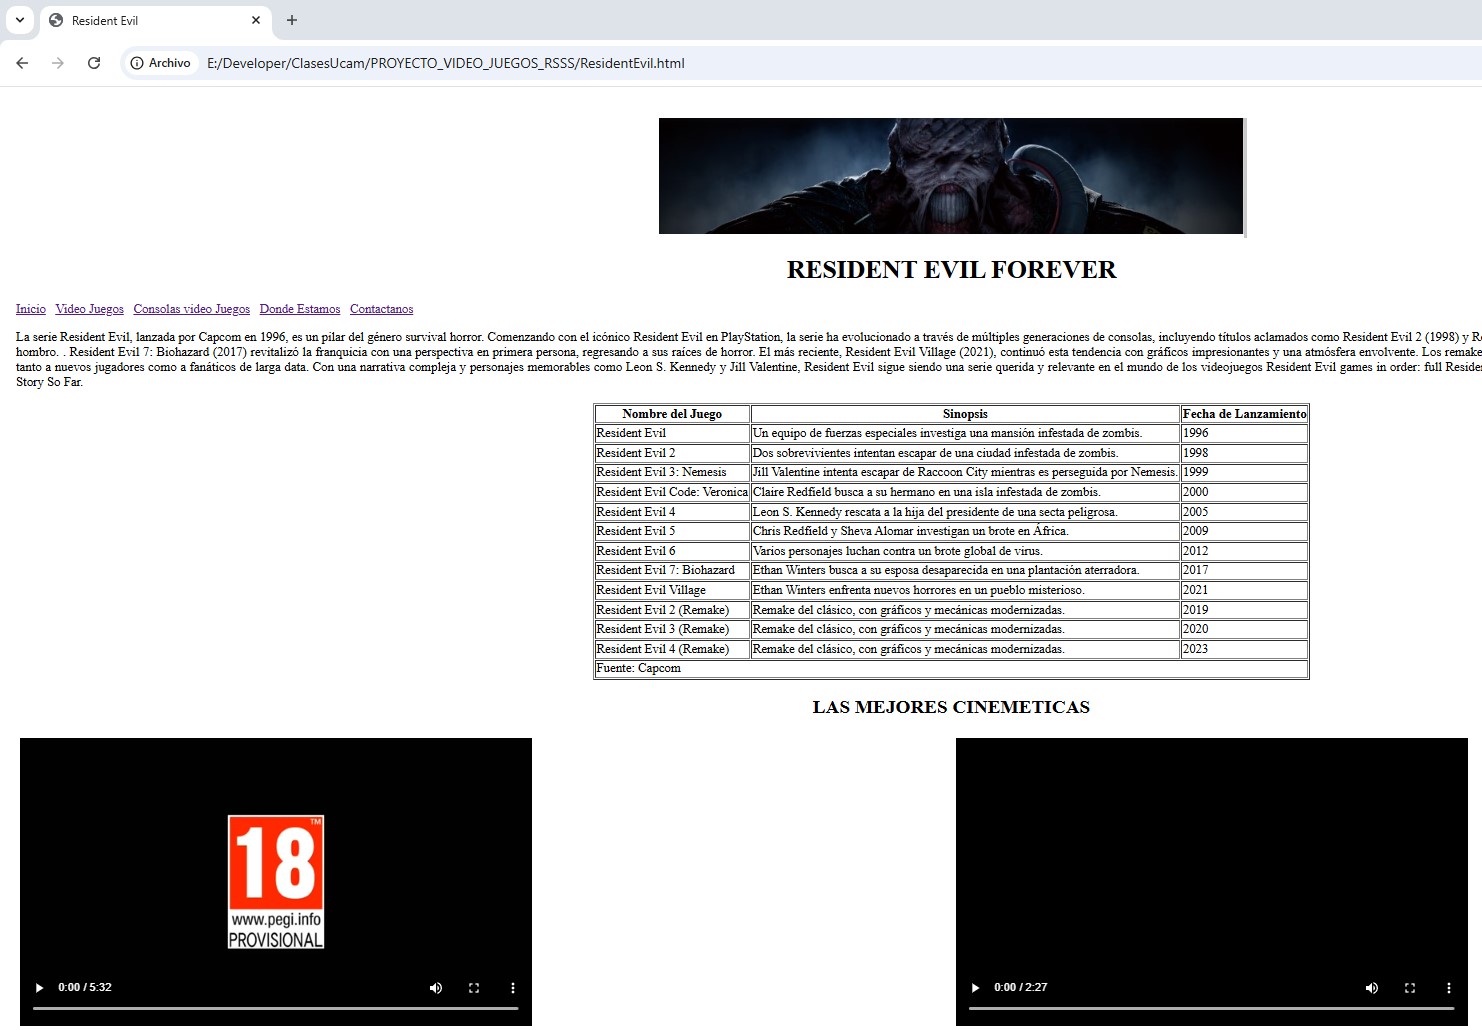 Resident Evil
Archivo
E:/Developer/ClasesUcam/PROYECTO_VIDEO_JUEGOS_RSSS/ResidentEvil.html
RESIDENT EVIL FOREVER
Inicio Video Juegos Consolas video Juegos Donde Estamos Contactanos
La serie Resident Evil, lanzada por Capcom en 1996, es un pilar del género survival horror. Comenzando con el icónico Resident Evil en PlayStation, la serie ha evolucionado a través de múltiples generaciones de consolas, incluyendo títulos aclamados como Resident Evil 2 (1998) y
hombro. . Resident Evil 7: Biohazard (2017) revitalizó la franquicia con una perspectiva en primera persona, regresando a sus raíces de horror. El más reciente, Resident Evil Village (2021), continuó esta tendencia con gráficos impresionantes y una atmósfera envolvente. Los remake
tanto a nuevos jugadores como a fanáticos de larga data. Con una narrativa compleja y personajes memorables como Leon S. Kennedy y Jill Valentine, Resident Evil sigue siendo una serie querida y relevante en el mundo de los videojuegos Resident Evil games in order: full
Story So Far.
Nombre del Juego Sinopsis Fecha de Lanzamiento
Resident Evil Un equipo de fuerzas especiales investiga una mansión infestada de zombis. 1996
Resident Evil 2 Dos sobrevivientes intentan escapar de una ciudad infestada de zombis. 1998
Resident Evil 3: Nemesis Jill Valentine intenta escapar de Raccoon City mientras es perseguida por Nemesis. 1999
Resident Evil Code: Veronica Claire Redfield busca a su hermano en una isla infestada de zombis. 2000
Resident Evil 4 Leon S. Kennedy rescata a la hija del presidente de una secta peligrosa. 2005
Resident Evil 5 Chris Redfield y Sheva Alomar investigan un brote en África. 2009
Resident Evil 6 Varios personajes luchan contra un brote global de virus. 2012
Resident Evil 7: Biohazard Ethan Winters busca a su esposa desaparecida en una plantación aterradora. 2017
Resident Evil Village Ethan Winters enfrenta nuevos horrores en un pueblo misterioso. 2021
Resident Evil 2 (Remake) Remake del clásico, con gráficos y mecánicas modernizadas. 2019
Resident Evil 3 (Remake) Remake del clásico, con gráficos y mecánicas modernizadas. 2020
Resident Evil 4 (Remake) Remake del clásico, con gráficos y mecánicas modernizadas. 2023
Fuente: Capcom
LAS MEJORES CINEMETICAS
18 TM
www.pegi.info
PROVISIONAL
0:00 / 5:32
0:00 / 2:27